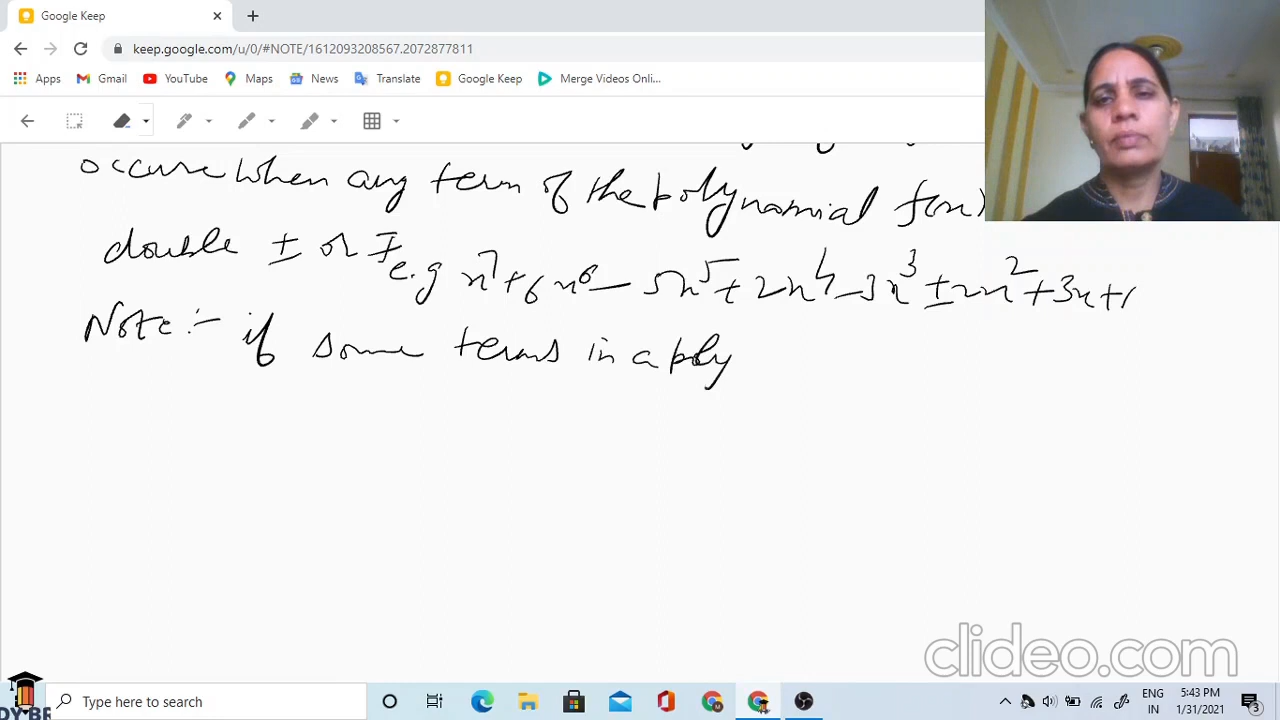 Google Keep
keep.google.com/u/0/#NOTE/1612093208567.2072877811
Apps Gmail YouTube Maps News Translate Google Keep Merge Videos Onli...
occure when any term of the polynomial f(x)
double ± or ∓ e.g x⁷+6x⁶-5x⁵+2x⁴-3x³±2x²+3x+1
Note :- if some terms in a poly
clideo.com
DY BR
Type here to search
ENG
IN
5:43 PM
1/31/2021
3